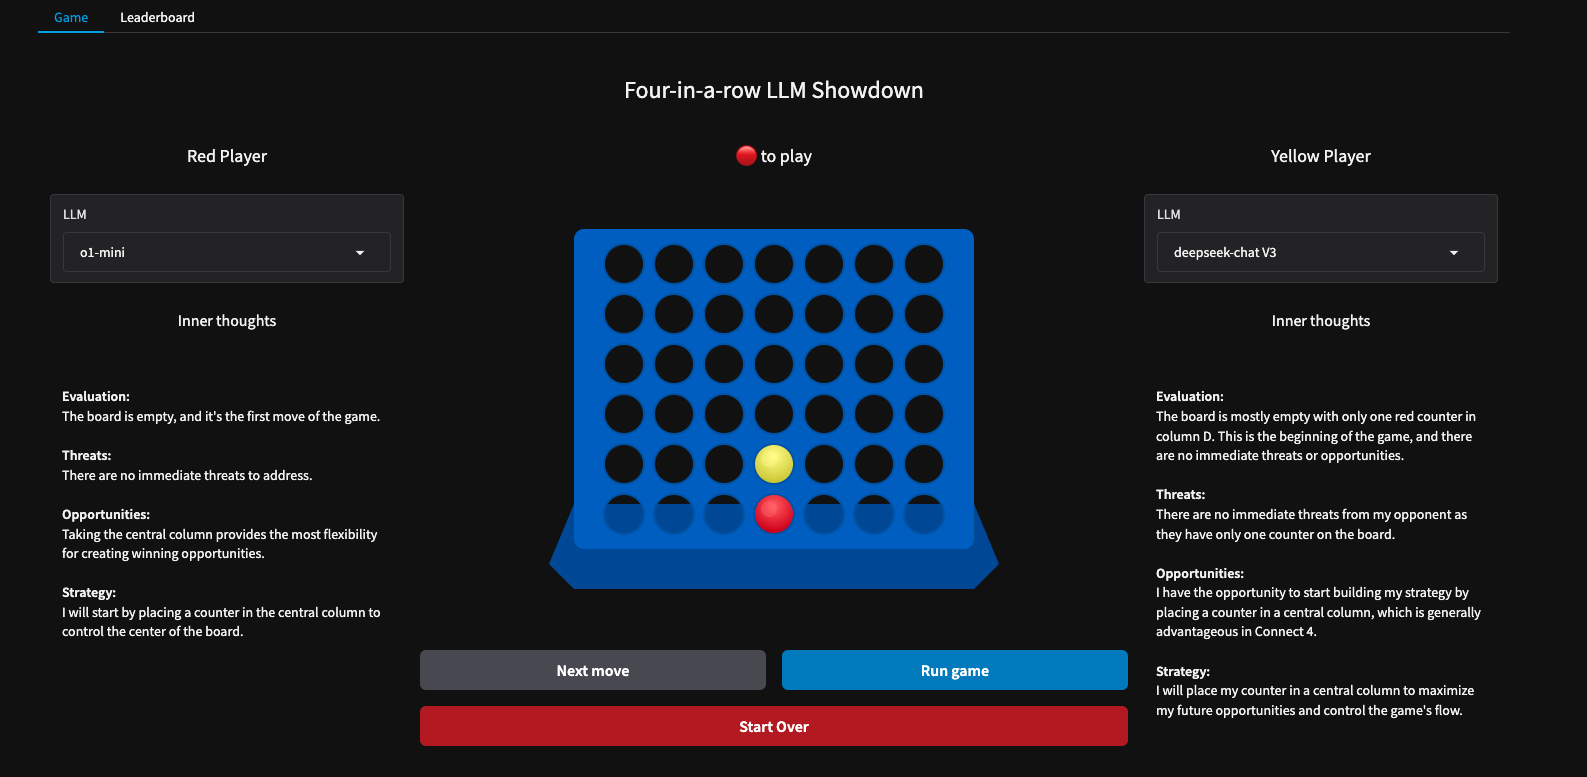 Game
Leaderboard
Four-in-a-row LLM Showdown
Red Player
to play
Yellow Player
LLM
o1-mini
LLM
deepseek-chat V3
Inner thoughts
Inner thoughts
Evaluation:
The board is empty, and it's the first move of the game.
Threats:
There are no immediate threats to address.
Opportunities:
Taking the central column provides the most flexibility
for creating winning opportunities.
Strategy:
I will start by placing a counter in the central column to
control the center of the board.
Evaluation:
The board is mostly empty with only one red counter in
column D. This is the beginning of the game, and there
are no immediate threats or opportunities.
Threats:
There are no immediate threats from my opponent as
they have only one counter on the board.
Opportunities:
I have the opportunity to start building my strategy by
placing a counter in a central column, which is generally
advantageous in Connect 4.
Strategy:
I will place my counter in a central column to maximize
my future opportunities and control the game's flow.
Next move
Run game
Start Over